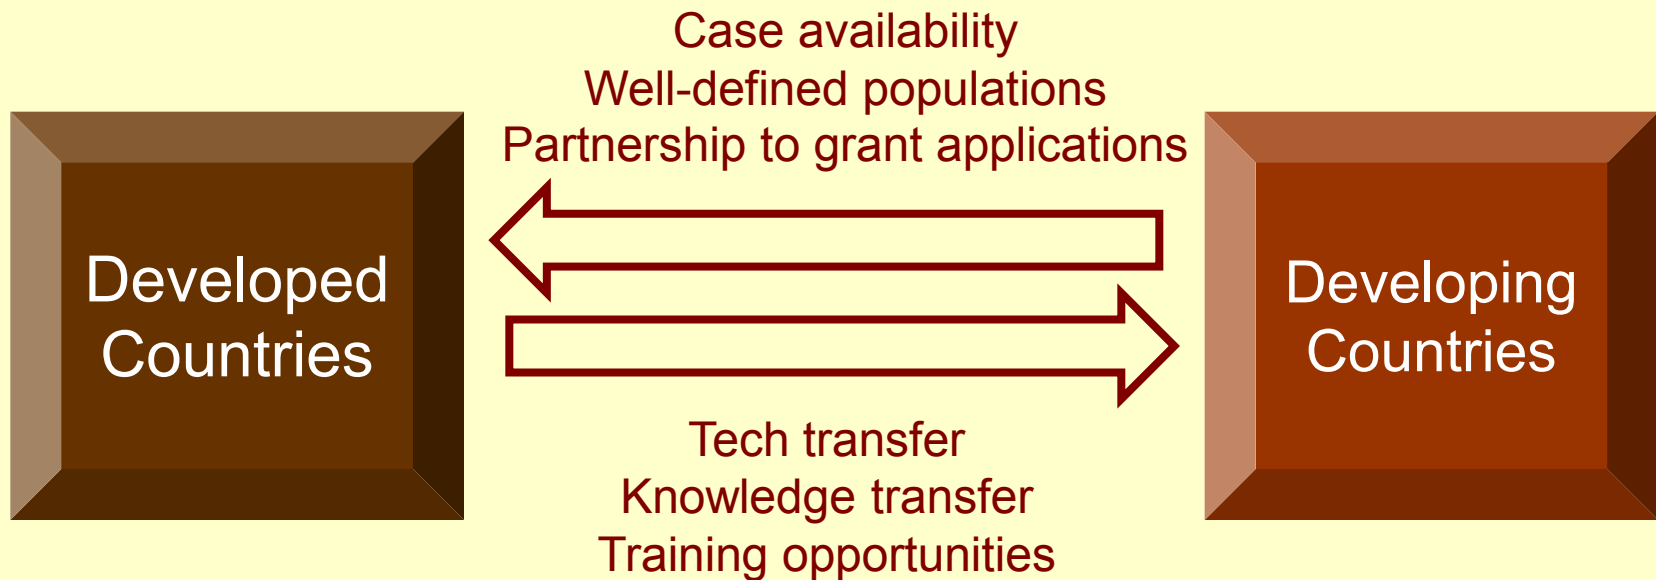 Case availability
Well-defined populations
Partnership to grant applications
Developed
Countries
Developing
Countries
Tech transfer
Knowledge transfer
Training opportunities